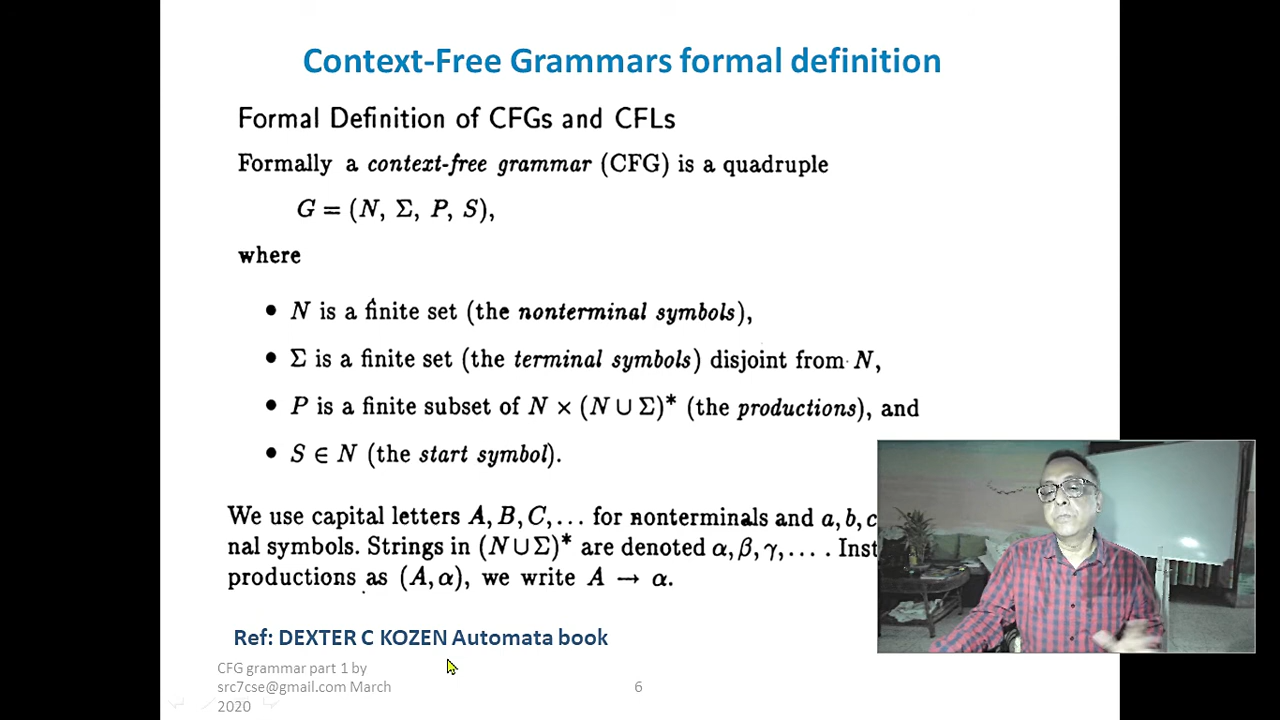 Context-Free Grammars formal definition
Formal Definition of CFGs and CFLs
Formally a context-free grammar (CFG) is a quadruple
G = (N, Σ, P, S),
where
• N is a finite set (the nonterminal symbols),
• Σ is a finite set (the terminal symbols) disjoint from N,
• P is a finite subset of N × (N ∪ Σ)* (the productions), and
• S ∈ N (the start symbol).
We use capital letters A, B, C, ... for nonterminals and a, b, c
nal symbols. Strings in (N ∪ Σ)* are denoted α, β, γ, .... Inst
productions as (A, α), we write A → α.
Ref: DEXTER C KOZEN Automata book
CFG grammar part 1 by
src7cse@gmail.com March
2020
6